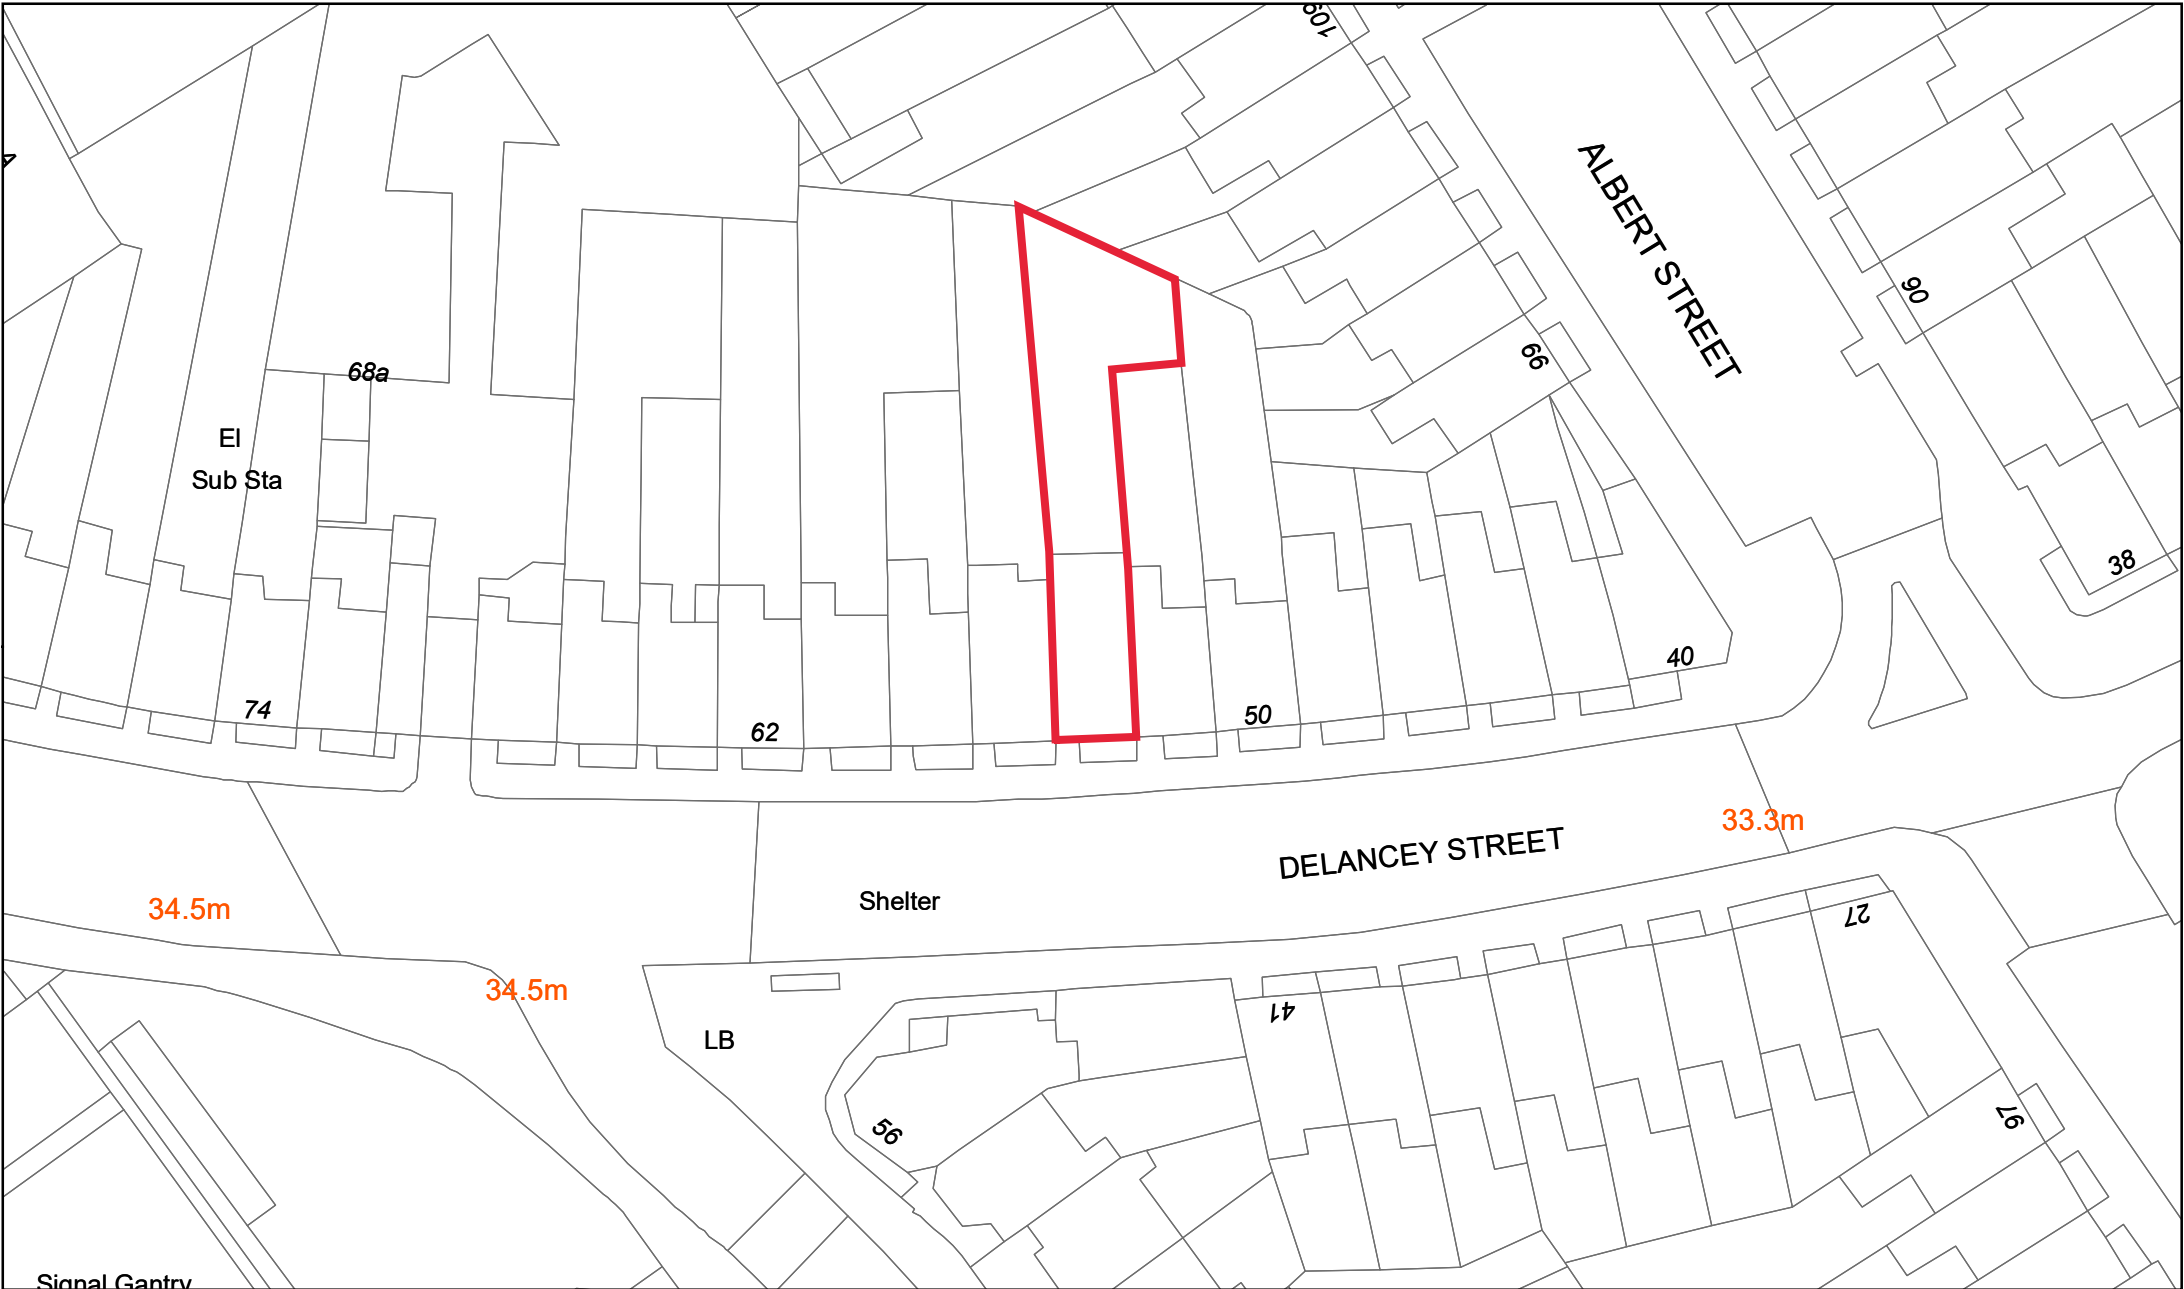 109
ALBERT STREET
90
66
68a
El
Sub Sta
38
40
74
62
50
33.3m
DELANCEY STREET
Shelter
34.5m
34.5m
27
41
LB
56
97
Signal Gantry